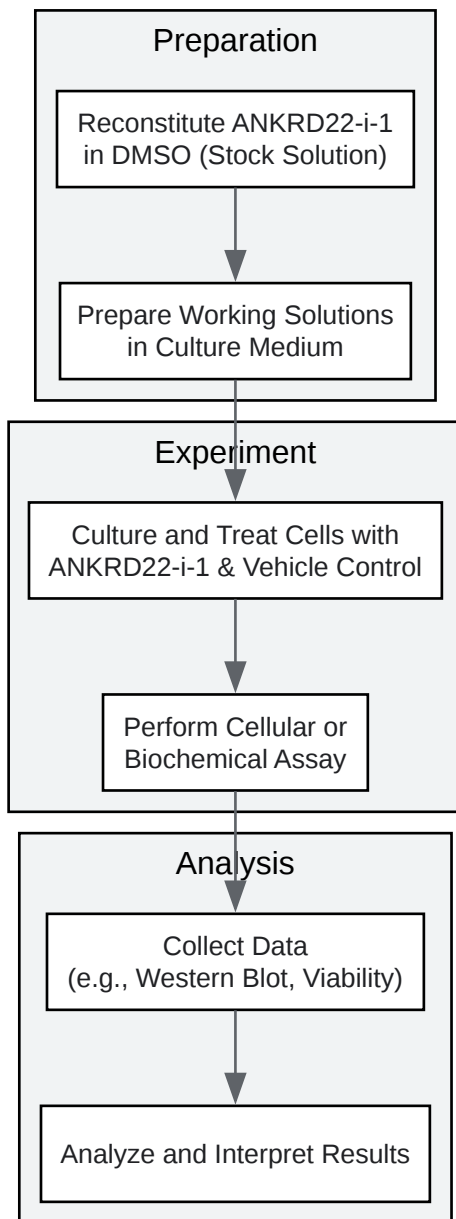 Preparation
Reconstitute ANKRD22-i-1
in DMSO (Stock Solution)
Prepare Working Solutions
in Culture Medium
Experiment
Culture and Treat Cells with
ANKRD22-i-1 & Vehicle Control
Perform Cellular or
Biochemical Assay
Analysis
Collect Data
(e.g., Western Blot, Viability)
Analyze and Interpret Results